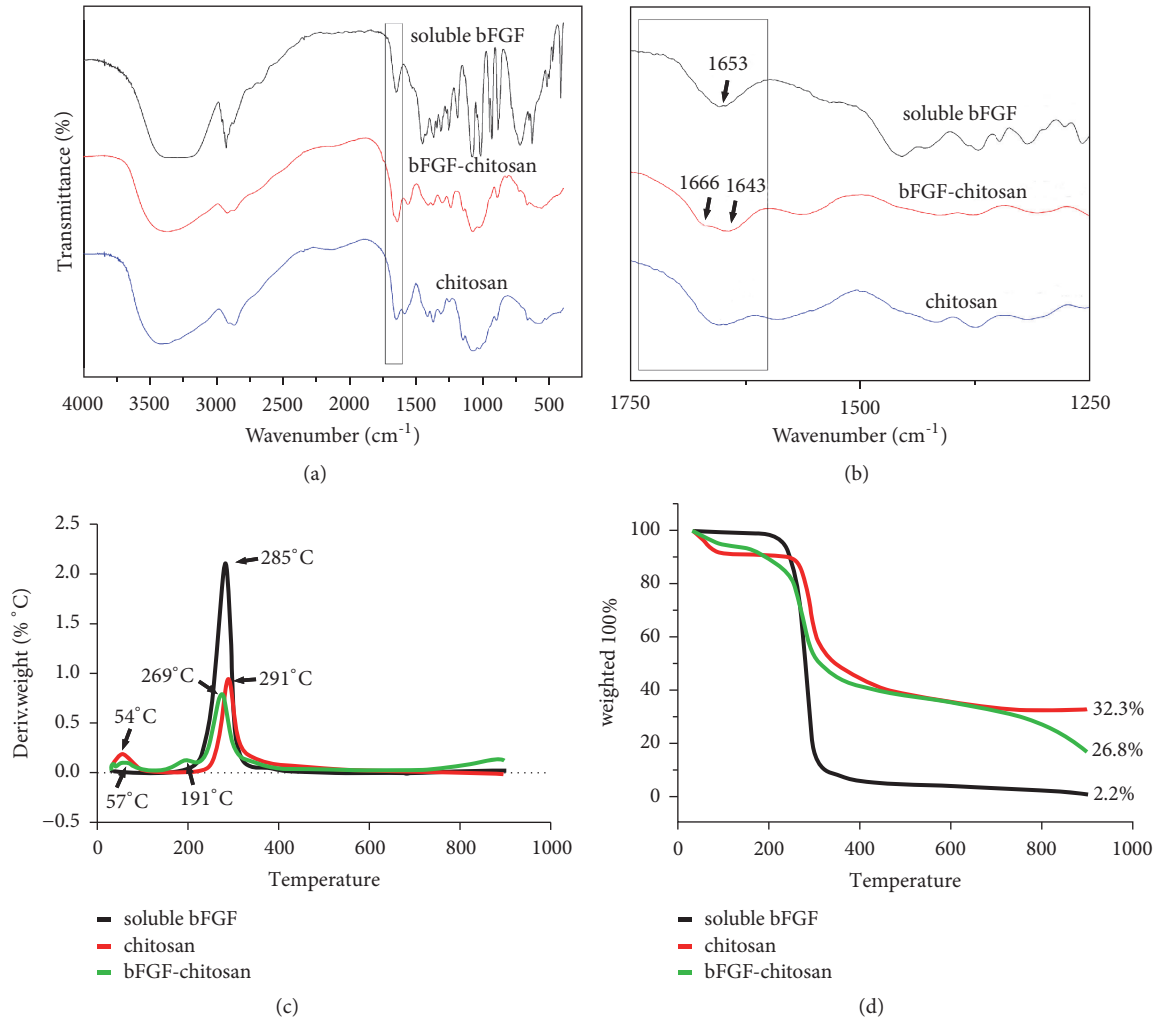 soluble bFGF
bFGF-chitosan
chitosan
Transmittance (%)
4000 3500 3000 2500 2000 1500 1000 500
Wavenumber (cm-1)
(a)
1653
soluble bFGF
1666 1643
bFGF-chitosan
chitosan
1750 1500 1250
Wavenumber (cm-1)
(b)
2.5
2.0
1.5
1.0
0.5
0.0
−0.5
Deriv.weight (% ˚C)
285˚C
269˚C
291˚C
54˚C
57˚C
191˚C
0 200 400 600 800 1000
Temperature
soluble bFGF
chitosan
bFGF-chitosan
(c)
100
80
60
40
20
0
weighted 100%
32.3%
26.8%
2.2%
0 200 400 600 800 1000
Temperature
soluble bFGF
chitosan
bFGF-chitosan
(d)